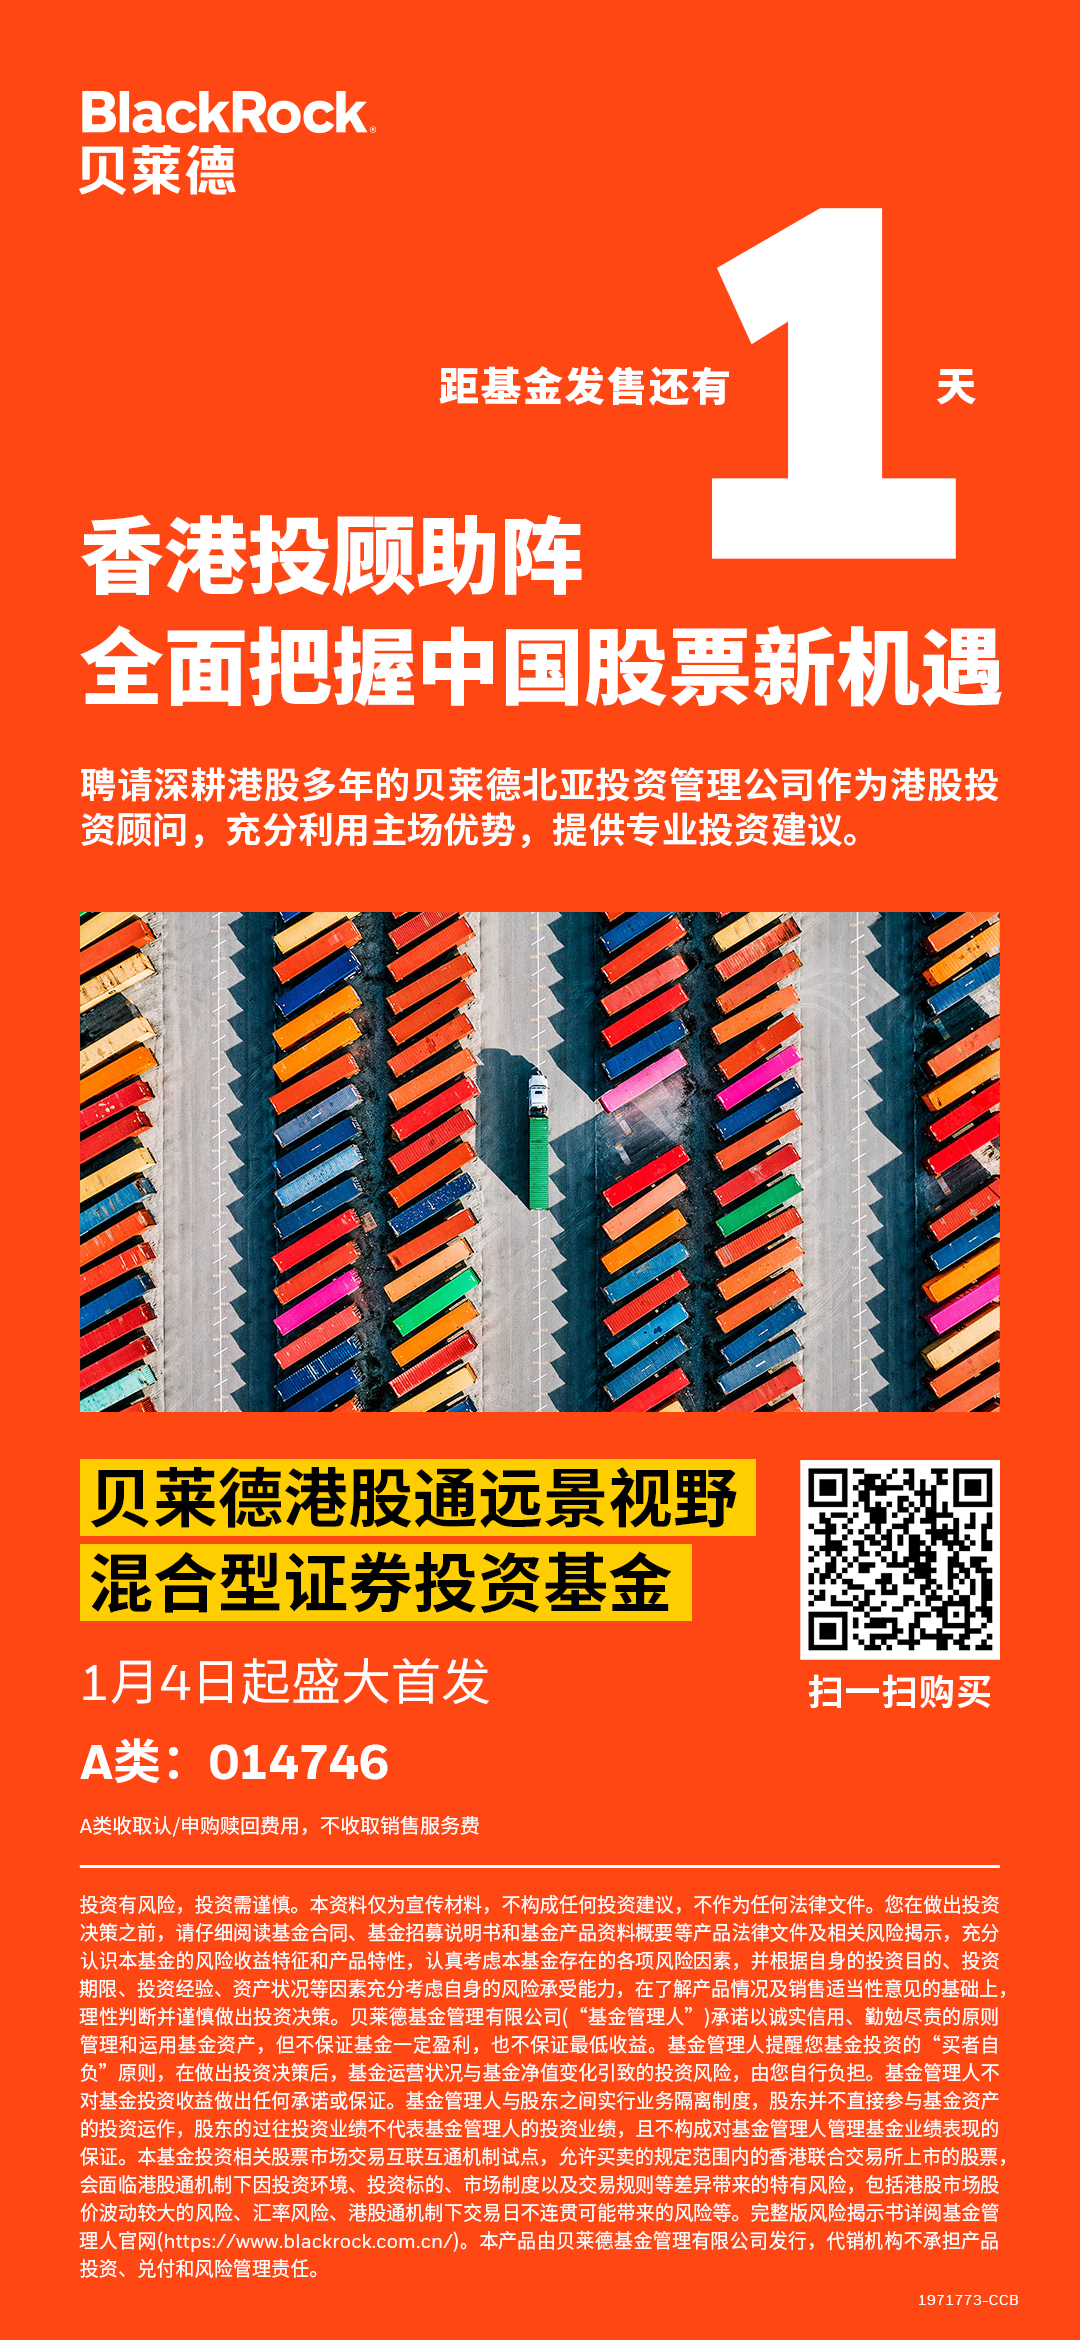 BlackRock®
贝莱德
距基金发售还有1天
香港投顾助阵
全面把握中国股票新机遇
聘请深耕港股多年的贝莱德北亚投资管理公司作为港股投
资顾问，充分利用主场优势，提供专业投资建议。
贝莱德港股通远景视野
混合型证券投资基金
1月4日起盛大首发
扫一扫购买
A类：014746
A类收取认/申购赎回费用，不收取销售服务费
投资有风险，投资需谨慎。本资料仅为宣传材料，不构成任何投资建议，不作为任何法律文件。您在做出投资
决策之前，请仔细阅读基金合同、基金招募说明书和基金产品资料概要等产品法律文件及相关风险揭示，充分
认识本基金的风险收益特征和产品特性，认真考虑本基金存在的各项风险因素，并根据自身的投资目的、投资
期限、投资经验、资产状况等因素充分考虑自身的风险承受能力，在了解产品情况及销售适当性意见的基础上，
理性判断并谨慎做出投资决策。贝莱德基金管理有限公司(“基金管理人”)承诺以诚实信用、勤勉尽责的原则
管理和运用基金资产，但不保证基金一定盈利，也不保证最低收益。基金管理人提醒您基金投资的“买者自
负”原则，在做出投资决策后，基金运营状况与基金净值变化引致的投资风险，由您自行负担。基金管理人不
对基金投资收益做出任何承诺或保证。基金管理人与股东之间实行业务隔离制度，股东并不直接参与基金资产
的投资运作，股东的过往投资业绩不代表基金管理人的投资业绩，且不构成对基金管理人管理基金业绩表现的
保证。本基金投资相关股票市场交易互联互通机制试点，允许买卖的规定范围内的香港联合交易所上市的股票，
会面临港股通机制下因投资环境、投资标的、市场制度以及交易规则等差异带来的特有风险，包括港股市场股
价波动较大的风险、汇率风险、港股通机制下交易日不连贯可能带来的风险等。完整版风险揭示书详阅基金管
理人官网(https://www.blackrock.com.cn/)。本产品由贝莱德基金管理有限公司发行，代销机构不承担产品
投资、兑付和风险管理责任。
1971773-CCB